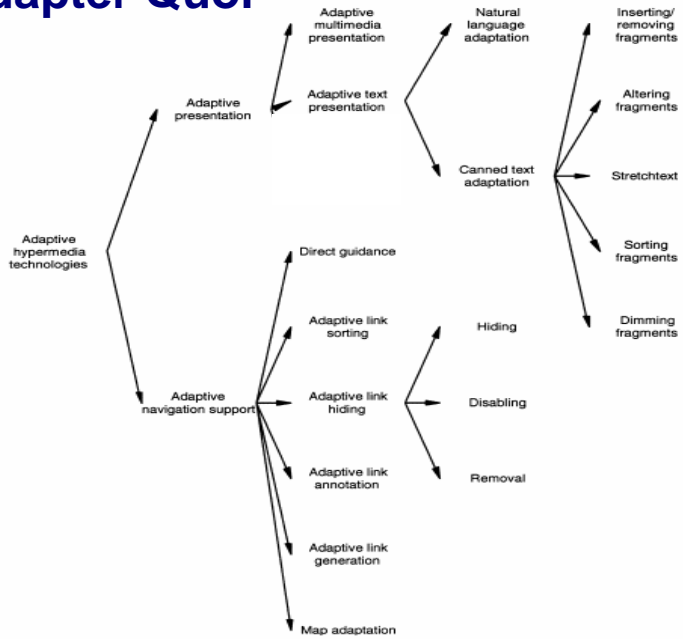 dapter Quoi
Adaptive
multimedia
presentation
Natural
language
adaptation
Inserting/
removing
fragments
Adaptive
presentation
Adaptive text
presentation
Altering
fragments
Canned text
adaptation
Stretchtext
Adaptive
hypermedia
technologies
Direct guidance
Sorting
fragments
Adaptive link
sorting
Hiding
Dimming
fragments
Adaptive
navigation support
Adaptive link
hiding
Disabling
Adaptive link
annotation
Removal
Adaptive link
generation
Map adaptation